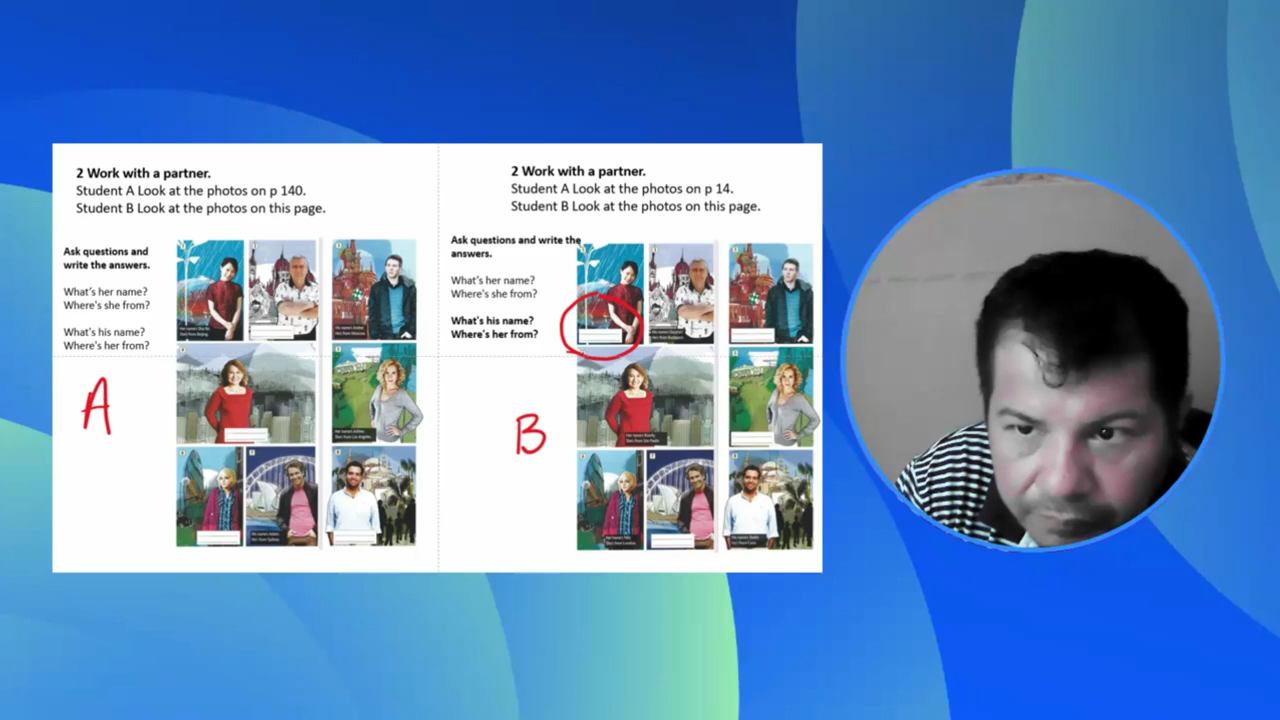 2 Work with a partner.
Student A Look at the photos on p 140.
Student B Look at the photos on this page.
Ask questions and
write the answers.
What's her name?
Where's she from?
What's his name?
Where's her from?
A
2 Work with a partner.
Student A Look at the photos on p 14.
Student B Look at the photos on this page.
Ask questions and write the
answers.
What's her name?
Where's she from?
What's his name?
Where's her from?
B